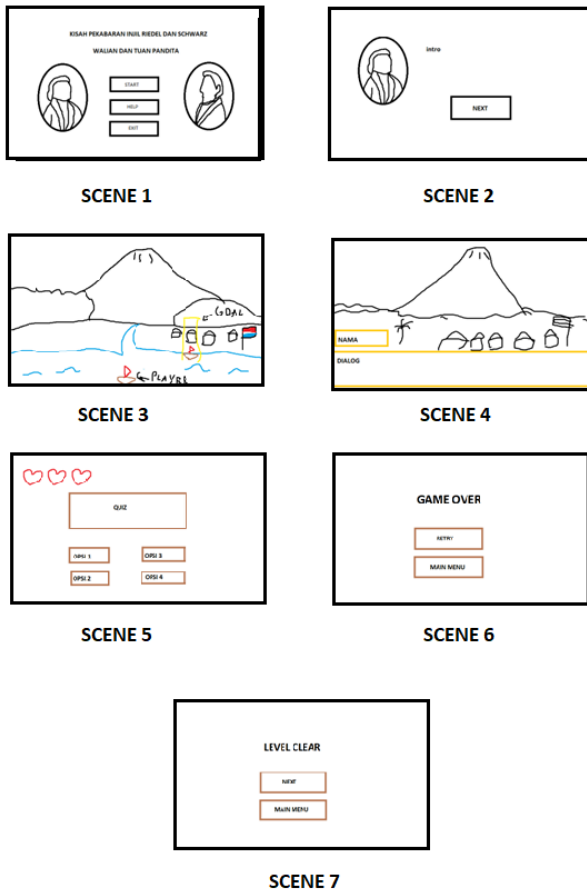 KISAH PEKABARAN INJIL RIEDEL DAN SCHWARZ
WALIAN DAN TUAN PANDITA
START
HELP
EXIT
SCENE 1
intro
NEXT
SCENE 2
GOAL
PLAYER
SCENE 3
NAMA
DIALOG
SCENE 4
QUIZ
OPSI 1
OPSI 3
OPSI 2
OPSI 4
SCENE 5
GAME OVER
RETRY
MAIN MENU
SCENE 6
LEVEL CLEAR
NEXT
MAIN MENU
SCENE 7